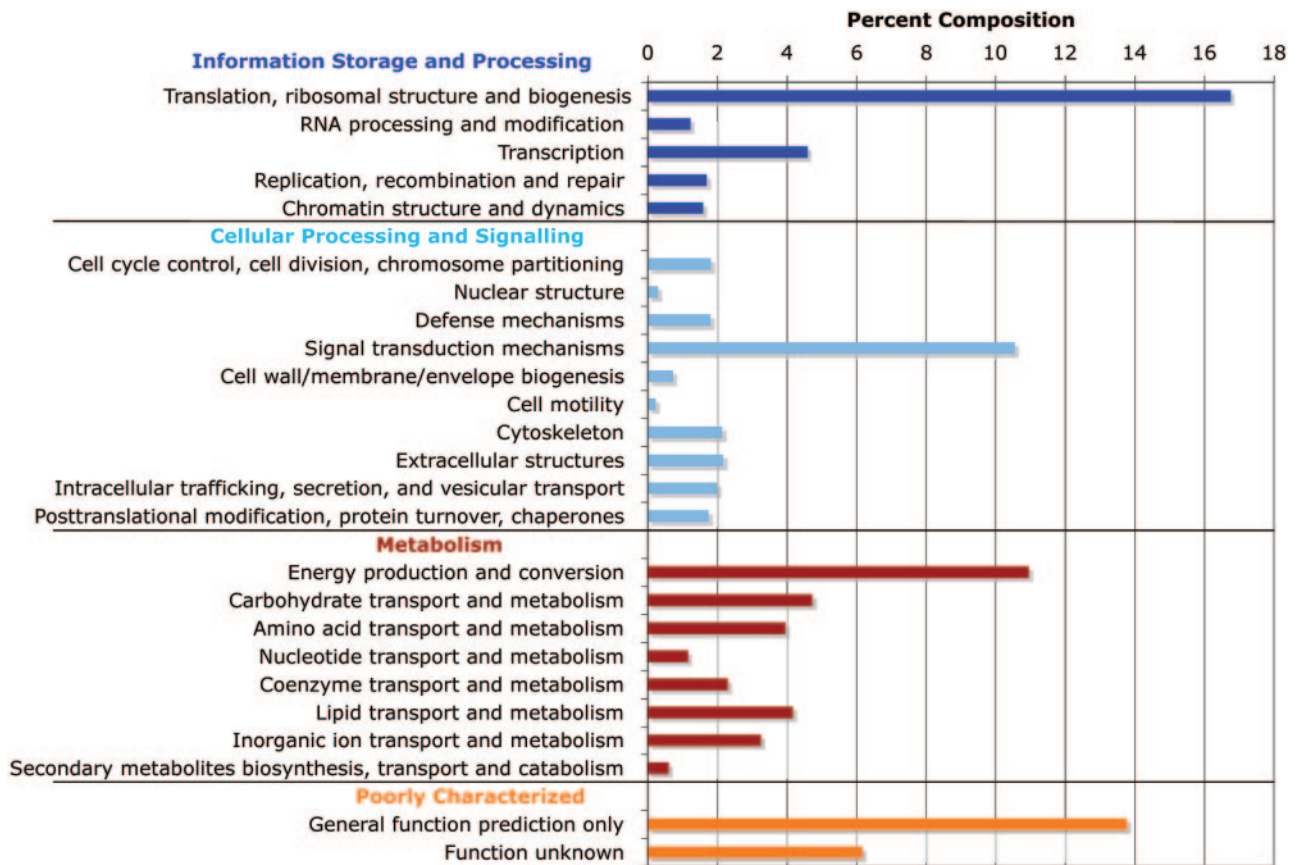 Percent Composition
0 2 4 6 8 10 12 14 16 18
Information Storage and Processing
Translation, ribosomal structure and biogenesis
RNA processing and modification
Transcription
Replication, recombination and repair
Chromatin structure and dynamics
Cellular Processing and Signalling
Cell cycle control, cell division, chromosome partitioning
Nuclear structure
Defense mechanisms
Signal transduction mechanisms
Cell wall/membrane/envelope biogenesis
Cell motility
Cytoskeleton
Extracellular structures
Intracellular trafficking, secretion, and vesicular transport
Posttranslational modification, protein turnover, chaperones
Metabolism
Energy production and conversion
Carbohydrate transport and metabolism
Amino acid transport and metabolism
Nucleotide transport and metabolism
Coenzyme transport and metabolism
Lipid transport and metabolism
Inorganic ion transport and metabolism
Secondary metabolites biosynthesis, transport and catabolism
Poorly Characterized
General function prediction only
Function unknown